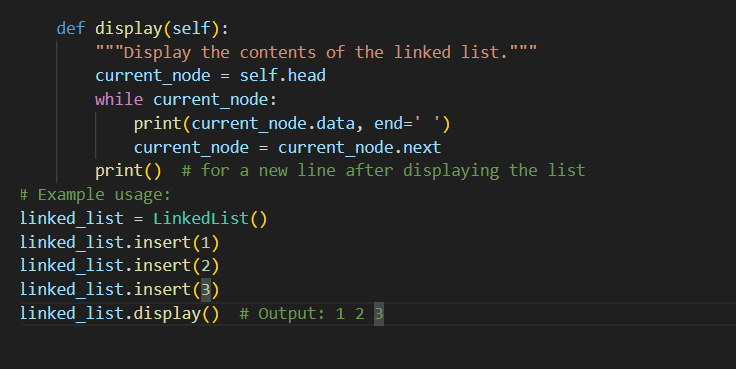 def display(self):
"""Display the contents of the linked list."""
current_node = self.head
while current_node:
print(current_node.data, end=' ')
current_node = current_node.next
print()  # for a new line after displaying the list
# Example usage:
linked_list = LinkedList()
linked_list.insert(1)
linked_list.insert(2)
linked_list.insert(3)
linked_list.display()  # Output: 1 2 3